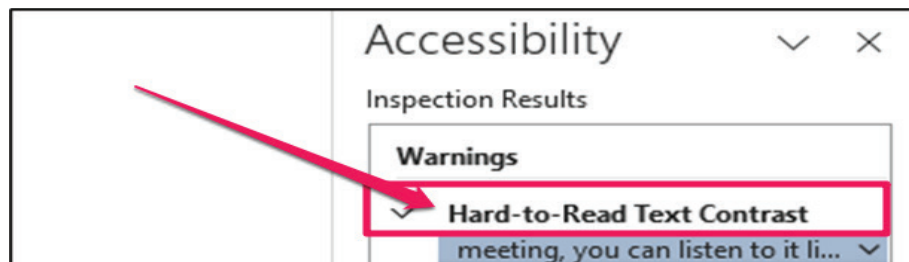 Accessibility
Inspection Results
Warnings
Hard-to-Read Text Contrast
meeting, you can listen to it li...